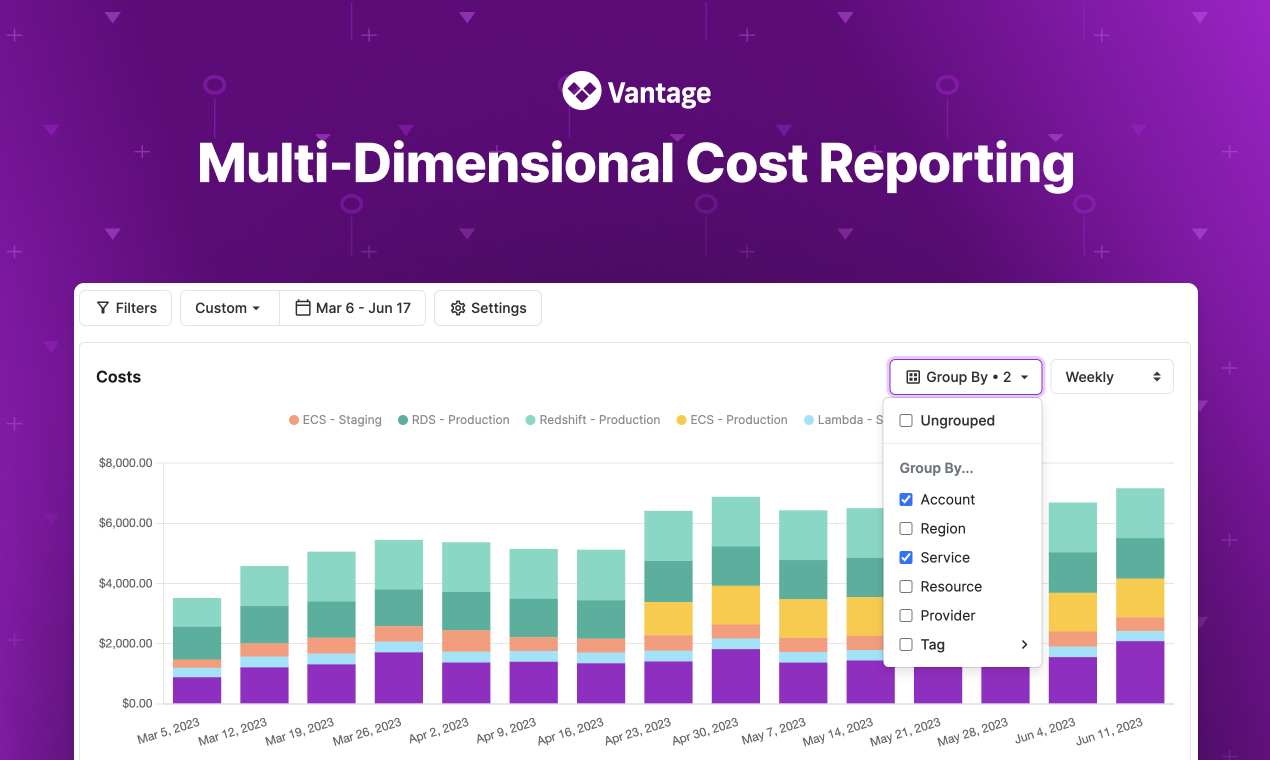 Vantage
Multi-Dimensional Cost Reporting
Filters
Custom
Mar 6 - Jun 17
Settings
Costs
Group By • 2
Weekly
ECS - Staging
RDS - Production
Redshift - Production
ECS - Production
Lambda - S
Ungrouped
Group By...
Account
Region
Service
Resource
Provider
Tag
$8,000.00
$6,000.00
$4,000.00
$2,000.00
$0.00
Mar 5, 2023
Mar 12, 2023
Mar 19, 2023
Mar 26, 2023
Apr 2, 2023
Apr 9, 2023
Apr 16, 2023
Apr 23, 2023
Apr 30, 2023
May 7, 2023
May 14, 2023
May 21, 2023
May 28, 2023
Jun 4, 2023
Jun 11, 2023